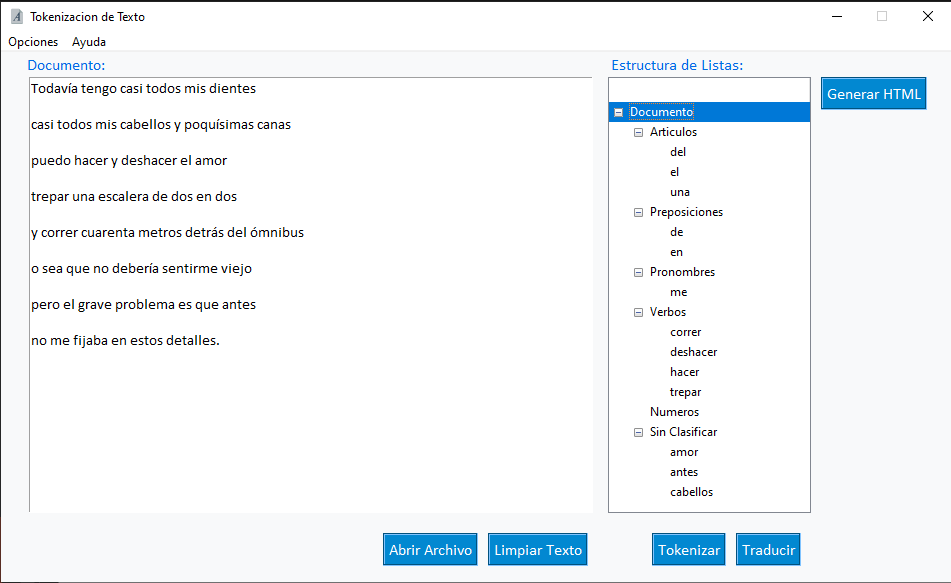 Tokenizacion de Texto
Opciones Ayuda
Documento:
Todavía tengo casi todos mis dientes
casi todos mis cabellos y poquísimas canas
puedo hacer y deshacer el amor
trepar una escalera de dos en dos
y correr cuarenta metros detrás del ómnibus
o sea que no debería sentirme viejo
pero el grave problema es que antes
no me fijaba en estos detalles.
Estructura de Listas:
Documento
Articulos
del
el
una
Preposiciones
de
en
Pronombres
me
Verbos
correr
deshacer
hacer
trepar
Numeros
Sin Clasificar
amor
antes
cabellos
Generar HTML
Abrir Archivo
Limpiar Texto
Tokenizar
Traducir